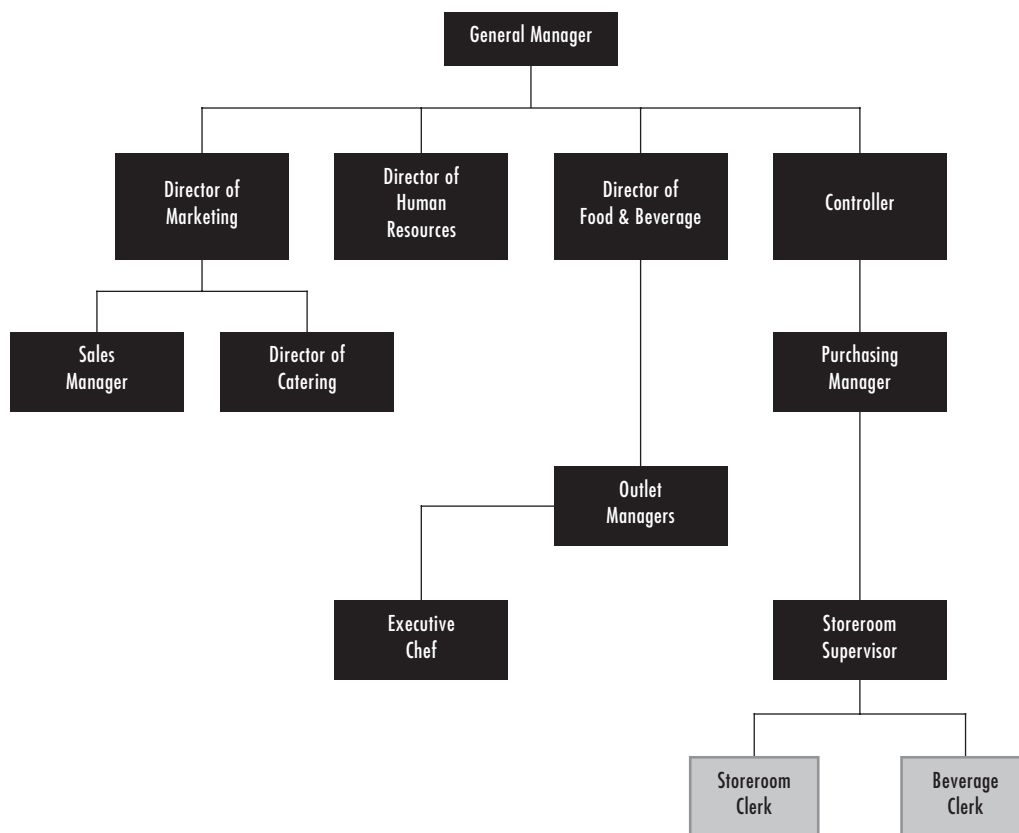 General Manager
Director of
Marketing
Director of
Human
Resources
Director of
Food & Beverage
Controller
Sales
Manager
Director of
Catering
Purchasing
Manager
Outlet
Managers
Executive
Chef
Storeroom
Supervisor
Storeroom
Clerk
Beverage
Clerk